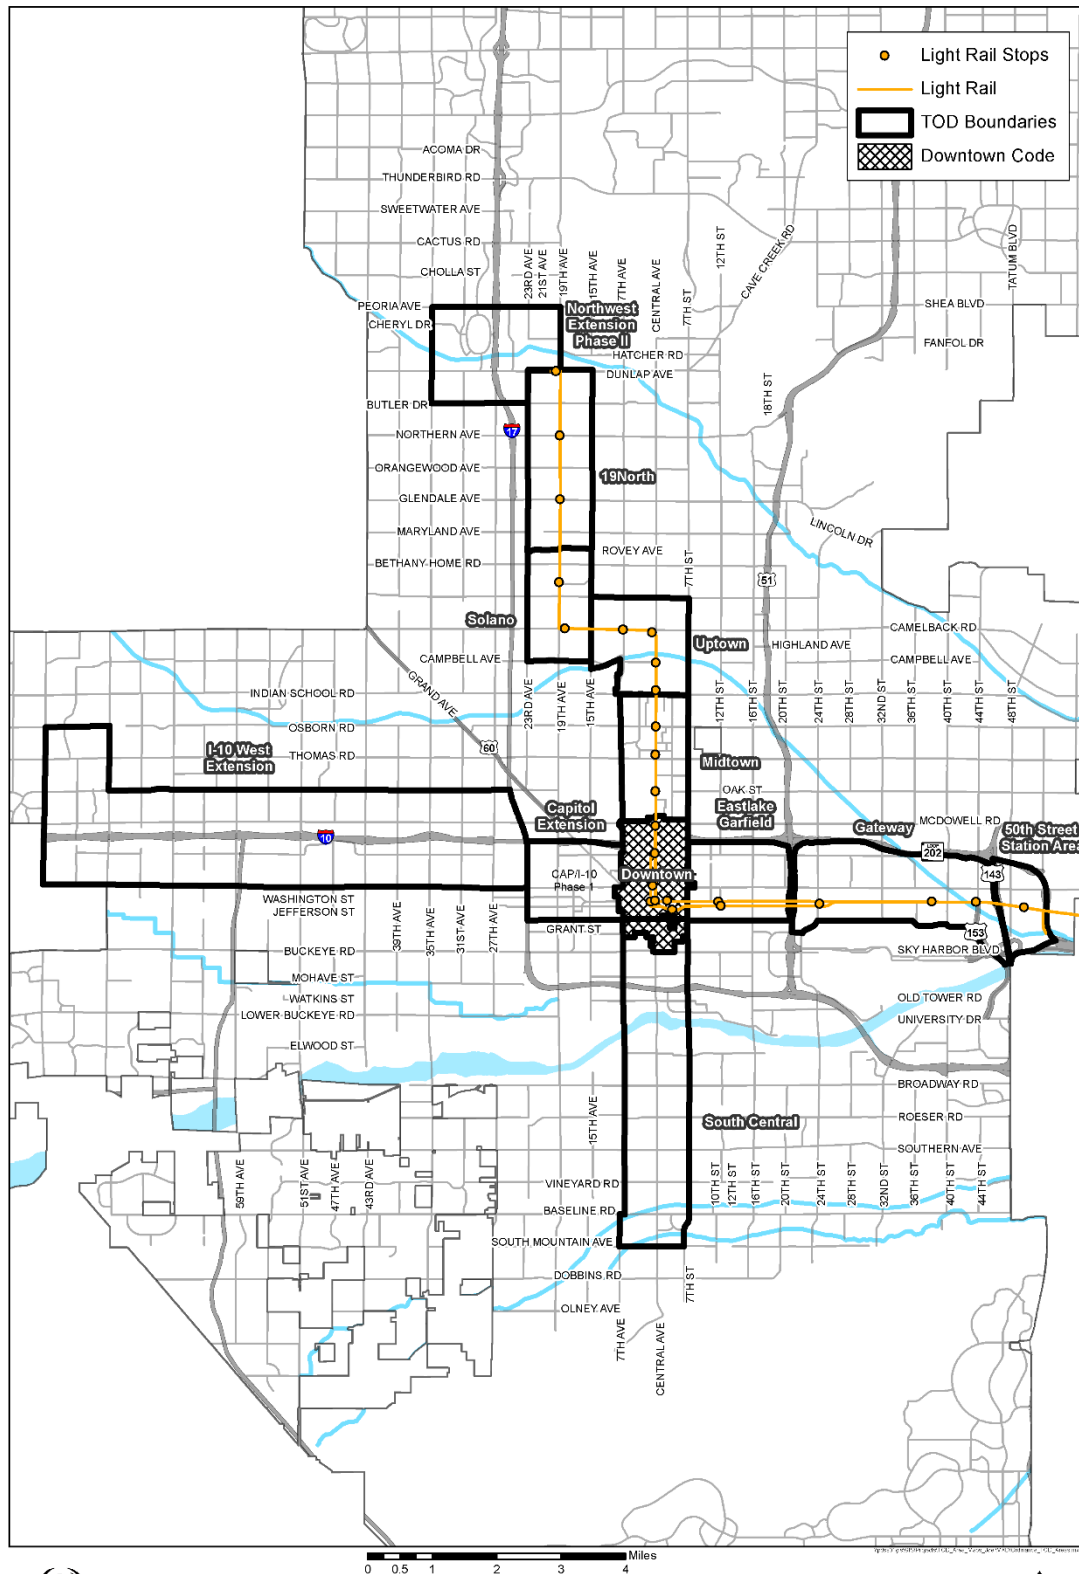 Light Rail Stops
Light Rail
TOD Boundaries
Downtown Code
ACOMA DR
THUNDERBIRD RD
SWEETWATER AVE
CACTUS RD
CHOLLA ST
PEORIA AVE
CHERYL DR
BUTLER DR
NORTHERN AVE
ORANGEWOOD AVE
GLENDALE AVE
MARYLAND AVE
BETHANY HOME RD
23RD AVE
21ST AVE
19TH AVE
15TH AVE
7TH AVE
CENTRAL AVE
7TH ST
12TH ST
CAVE CREEK RD
18TH ST
TATUM BLVD
SHEA BLVD
FANFOL DR
Northwest
Extension
Phase II
HATCHER RD
DUNLAP AVE
17
19North
LINCOLN DR
ROVEY AVE
7TH ST
51
Solano
CAMELBACK RD
Uptown
HIGHLAND AVE
CAMPBELL AVE
CAMPBELL AVE
GRAND AVE
INDIAN SCHOOL RD
OSBORN RD
THOMAS RD
60
23RD AVE
19TH AVE
15TH AVE
12TH ST
16TH ST
20TH ST
24TH ST
28TH ST
32ND ST
36TH ST
40TH ST
44TH ST
48TH ST
I-10 West
Extension
Midtown
OAK ST
Capitol
Extension
Eastlake
Garfield
MCDOWELL RD
Gateway
50th Street
Station Area
10
LOOP
202
143
Downtown
CAP/I-10
Phase 1
WASHINGTON ST
JEFFERSON ST
39TH AVE
35TH AVE
31ST AVE
27TH AVE
GRANT ST
153
SKY HARBOR BLVD
BUCKEYE RD
MOHAVE ST
WATKINS ST
LOWER BUCKEYE RD
ELWOOD ST
OLD TOWER RD
UNIVERSITY DR
BROADWAY RD
ROESER RD
SOUTHERN AVE
15TH AVE
South Central
59TH AVE
51ST AVE
47TH AVE
43RD AVE
10TH ST
12TH ST
16TH ST
20TH ST
24TH ST
28TH ST
32ND ST
36TH ST
40TH ST
44TH ST
VINEYARD RD
BASELINE RD
SOUTH MOUNTAIN AVE
DOBBINS RD
OLNEY AVE
7TH AVE
CENTRAL AVE
7TH ST
Miles
0 0.5 1 2 3 4